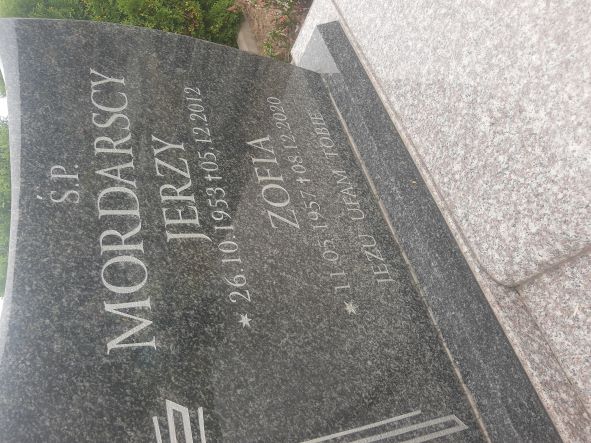 Ś.P.
MORDARSCY
JERZY
* 26.10.1953 † 05.12.2012
ZOFIA
* 11.05.1957 † 08.12.2020
JEZU UFAM TOBIE